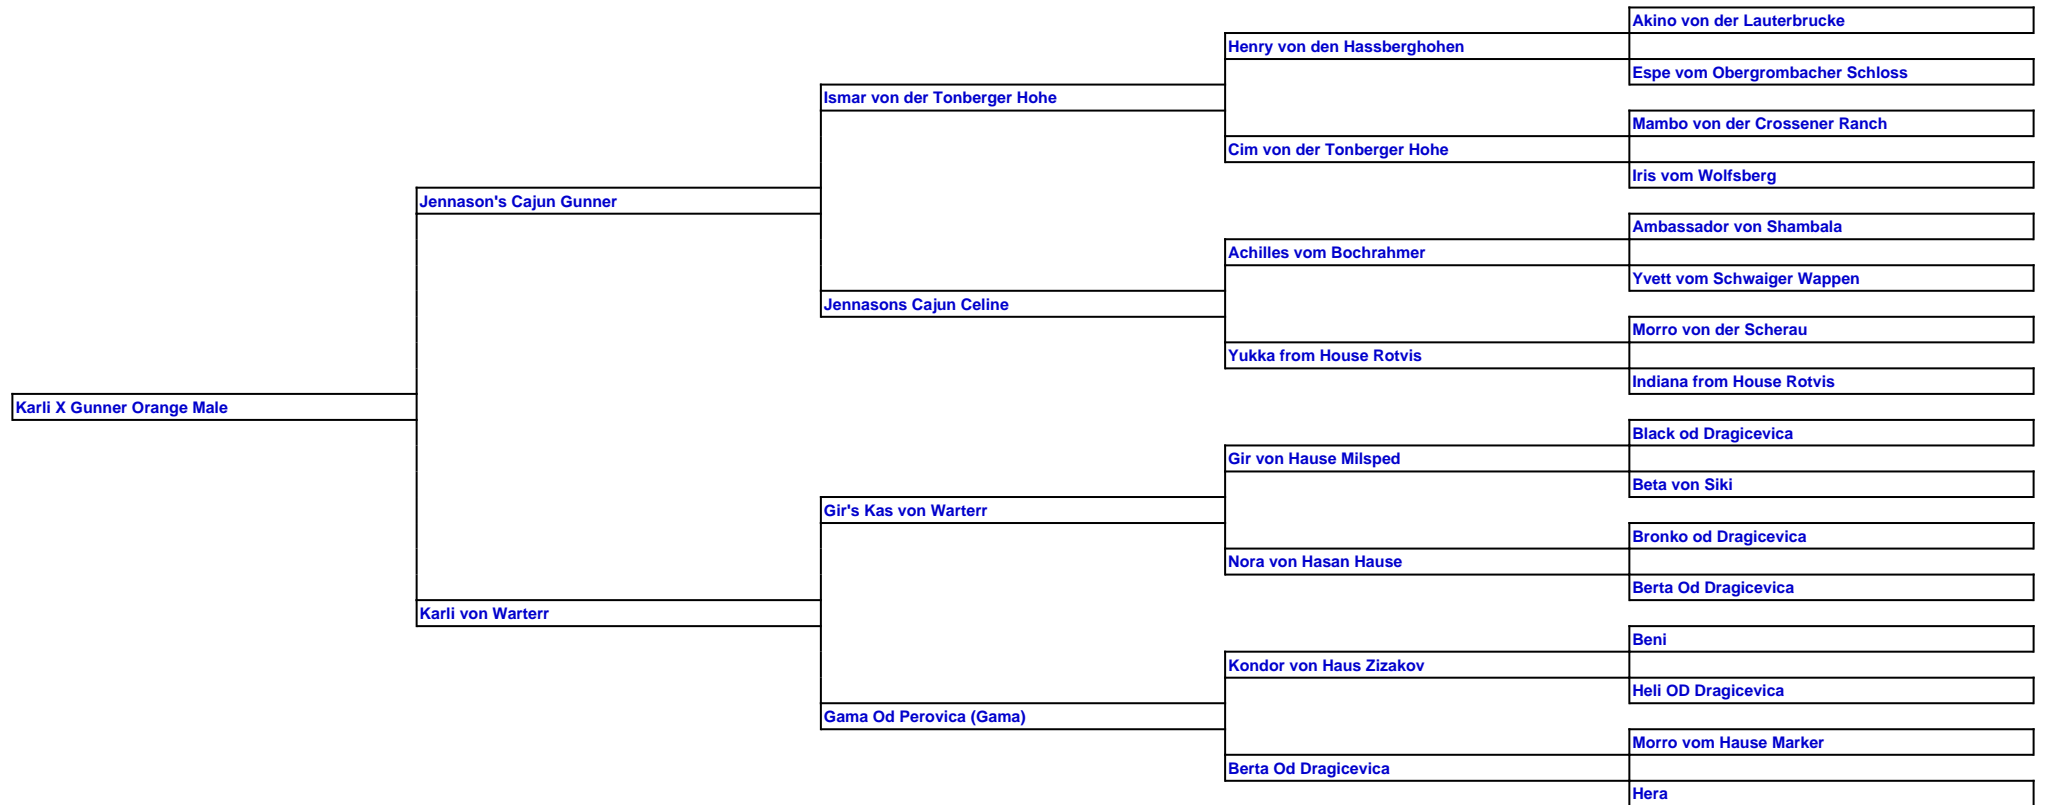 Akino von der Lauterbrucke
Henry von den Hassberghohen
Espe vom Obergrombacher Schloss
Ismar von der Tonberger Hohe
Mambo von der Crossener Ranch
Cim von der Tonberger Hohe
Iris vom Wolfsberg
Jennason's Cajun Gunner
Ambassador von Shambala
Achilles vom Bochrahmer
Yvett vom Schwaiger Wappen
Jennasons Cajun Celine
Morro von der Scherau
Yukka from House Rotvis
Indiana from House Rotvis
Karli X Gunner Orange Male
Black od Dragicevica
Gir von Hause Milsped
Beta von Siki
Gir's Kas von Warterr
Bronko od Dragicevica
Nora von Hasan Hause
Berta Od Dragicevica
Karli von Warterr
Beni
Kondor von Haus Zizakov
Heli OD Dragicevica
Gama Od Perovica (Gama)
Morro vom Hause Marker
Berta Od Dragicevica
Hera